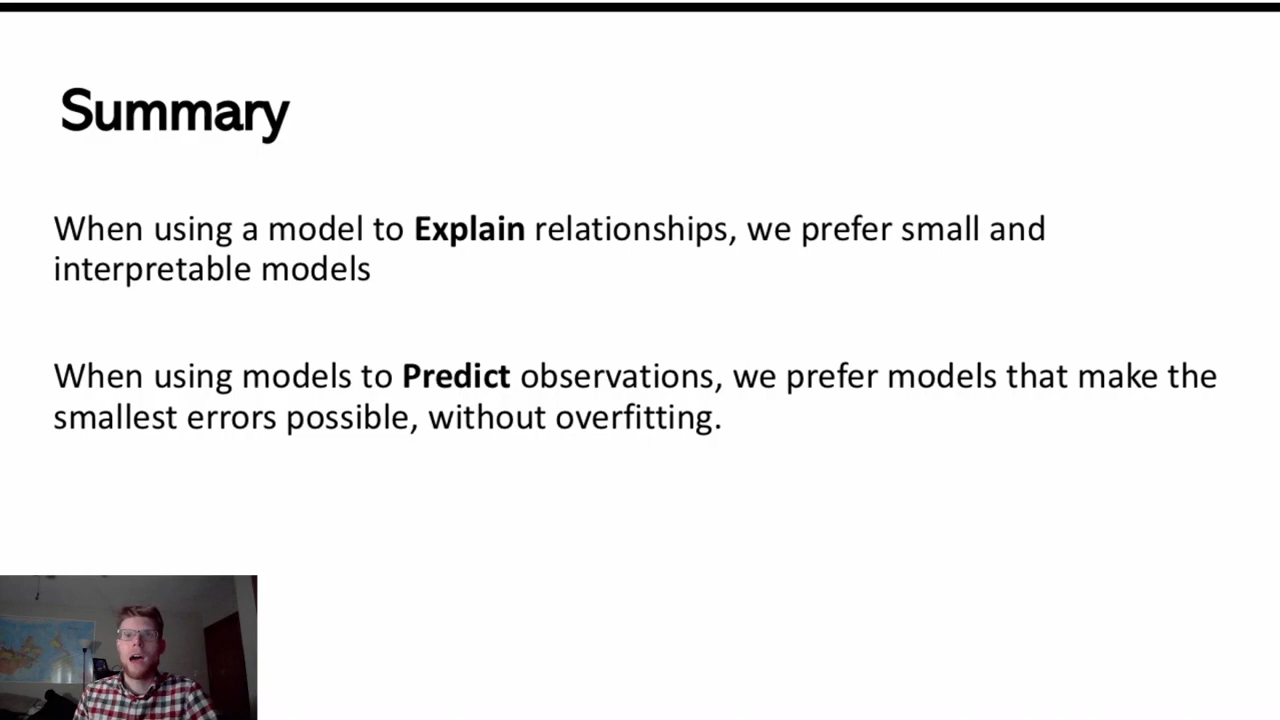 Summary
When using a model to Explain relationships, we prefer small and
interpretable models
When using models to Predict observations, we prefer models that make the
smallest errors possible, without overfitting.